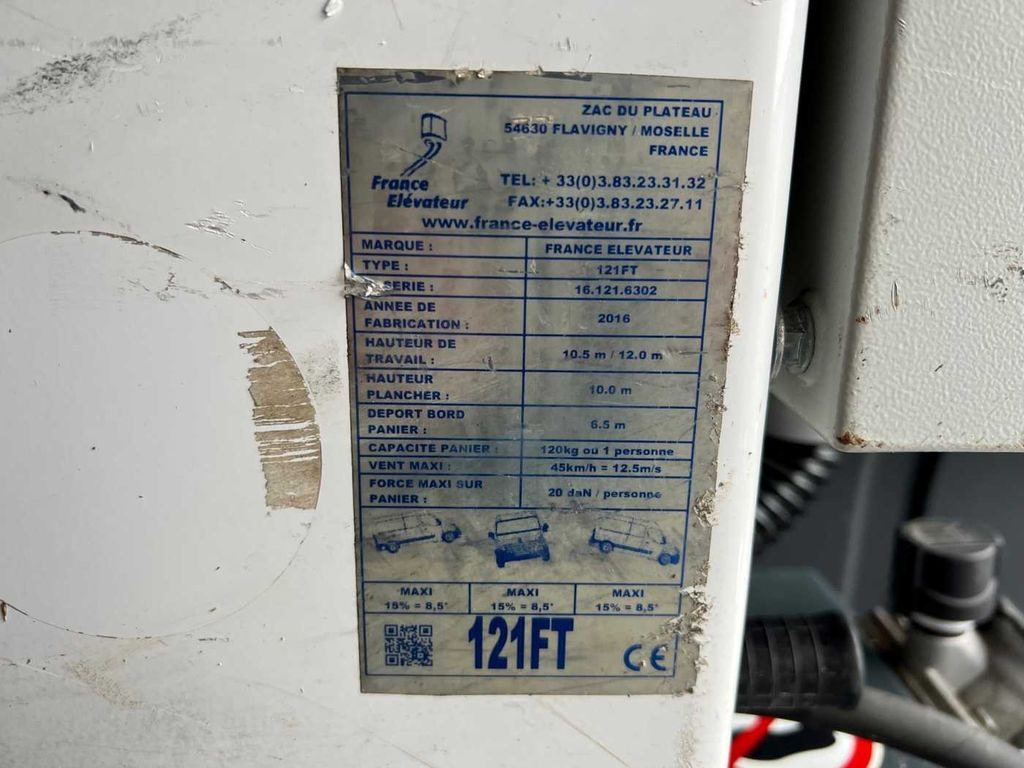 France
Elévateur
ZAC DU PLATEAU
54630 FLAVIGNY / MOSELLE
FRANCE
TEL: + 33(0)3.83.23.31.32
FAX:+33(0)3.83.23.27.11
www.france-elevateur.fr
MARQUE : FRANCE ELEVATEUR
TYPE : 121FT
SERIE : 16.121.6302
ANNEE DE
FABRICATION : 2016
HAUTEUR DE
TRAVAIL : 10.5 m / 12.0 m
HAUTEUR
PLANCHER : 10.0 m
DEPORT BORD
PANIER : 6.5 m
CAPACITE PANIER : 120kg ou 1 personne
VENT MAXI : 45km/h = 12.5m/s
FORCE MAXI SUR
PANIER : 20 daN / personne
MAXI MAXI MAXI
15% = 8,5° 15% = 8,5° 15% = 8,5°
121FT CE